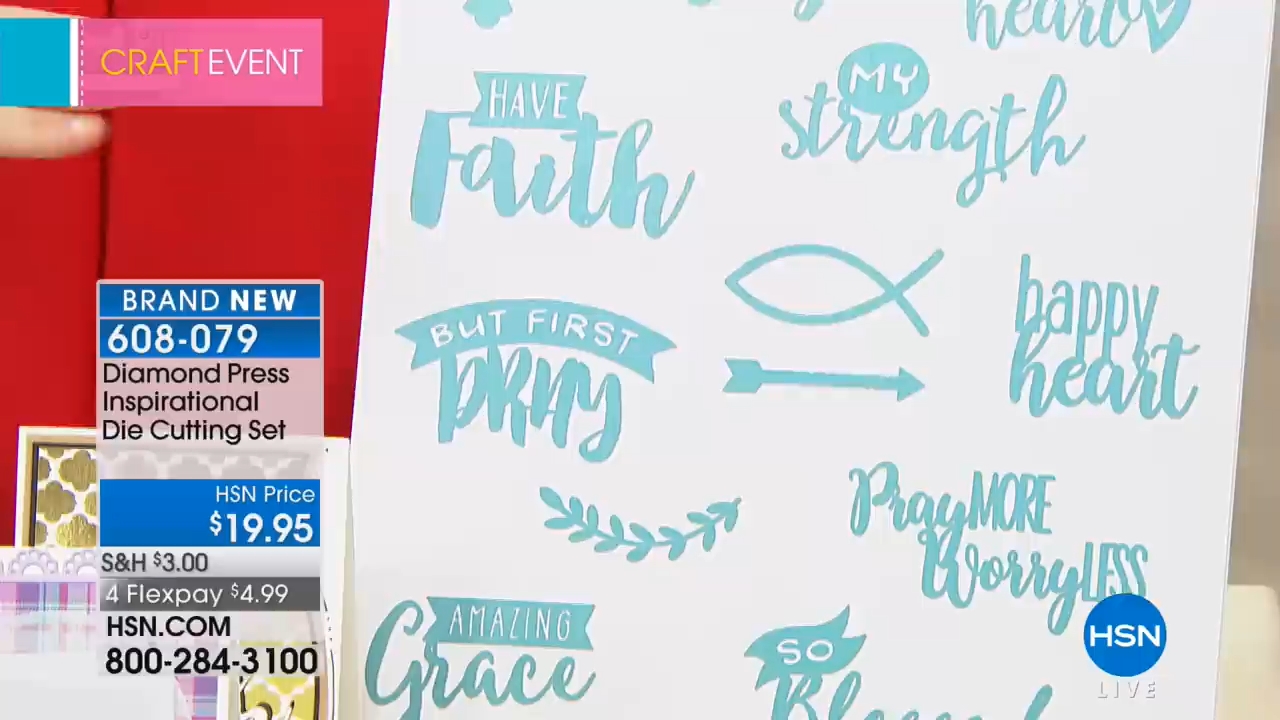 CRAFT EVENT
heart
MY
strength
HAVE
Faith
happy
heart
BUT FIRST
PRAY
Pray MORE
Worry LESS
AMAZING
Grace
SO
Blessed
BRAND NEW
608-079
Diamond Press
Inspirational
Die Cutting Set
HSN Price
$19.95
S&H $3.00
4 Flexpay $4.99
HSN.COM
800-284-3100
HSN
LIVE